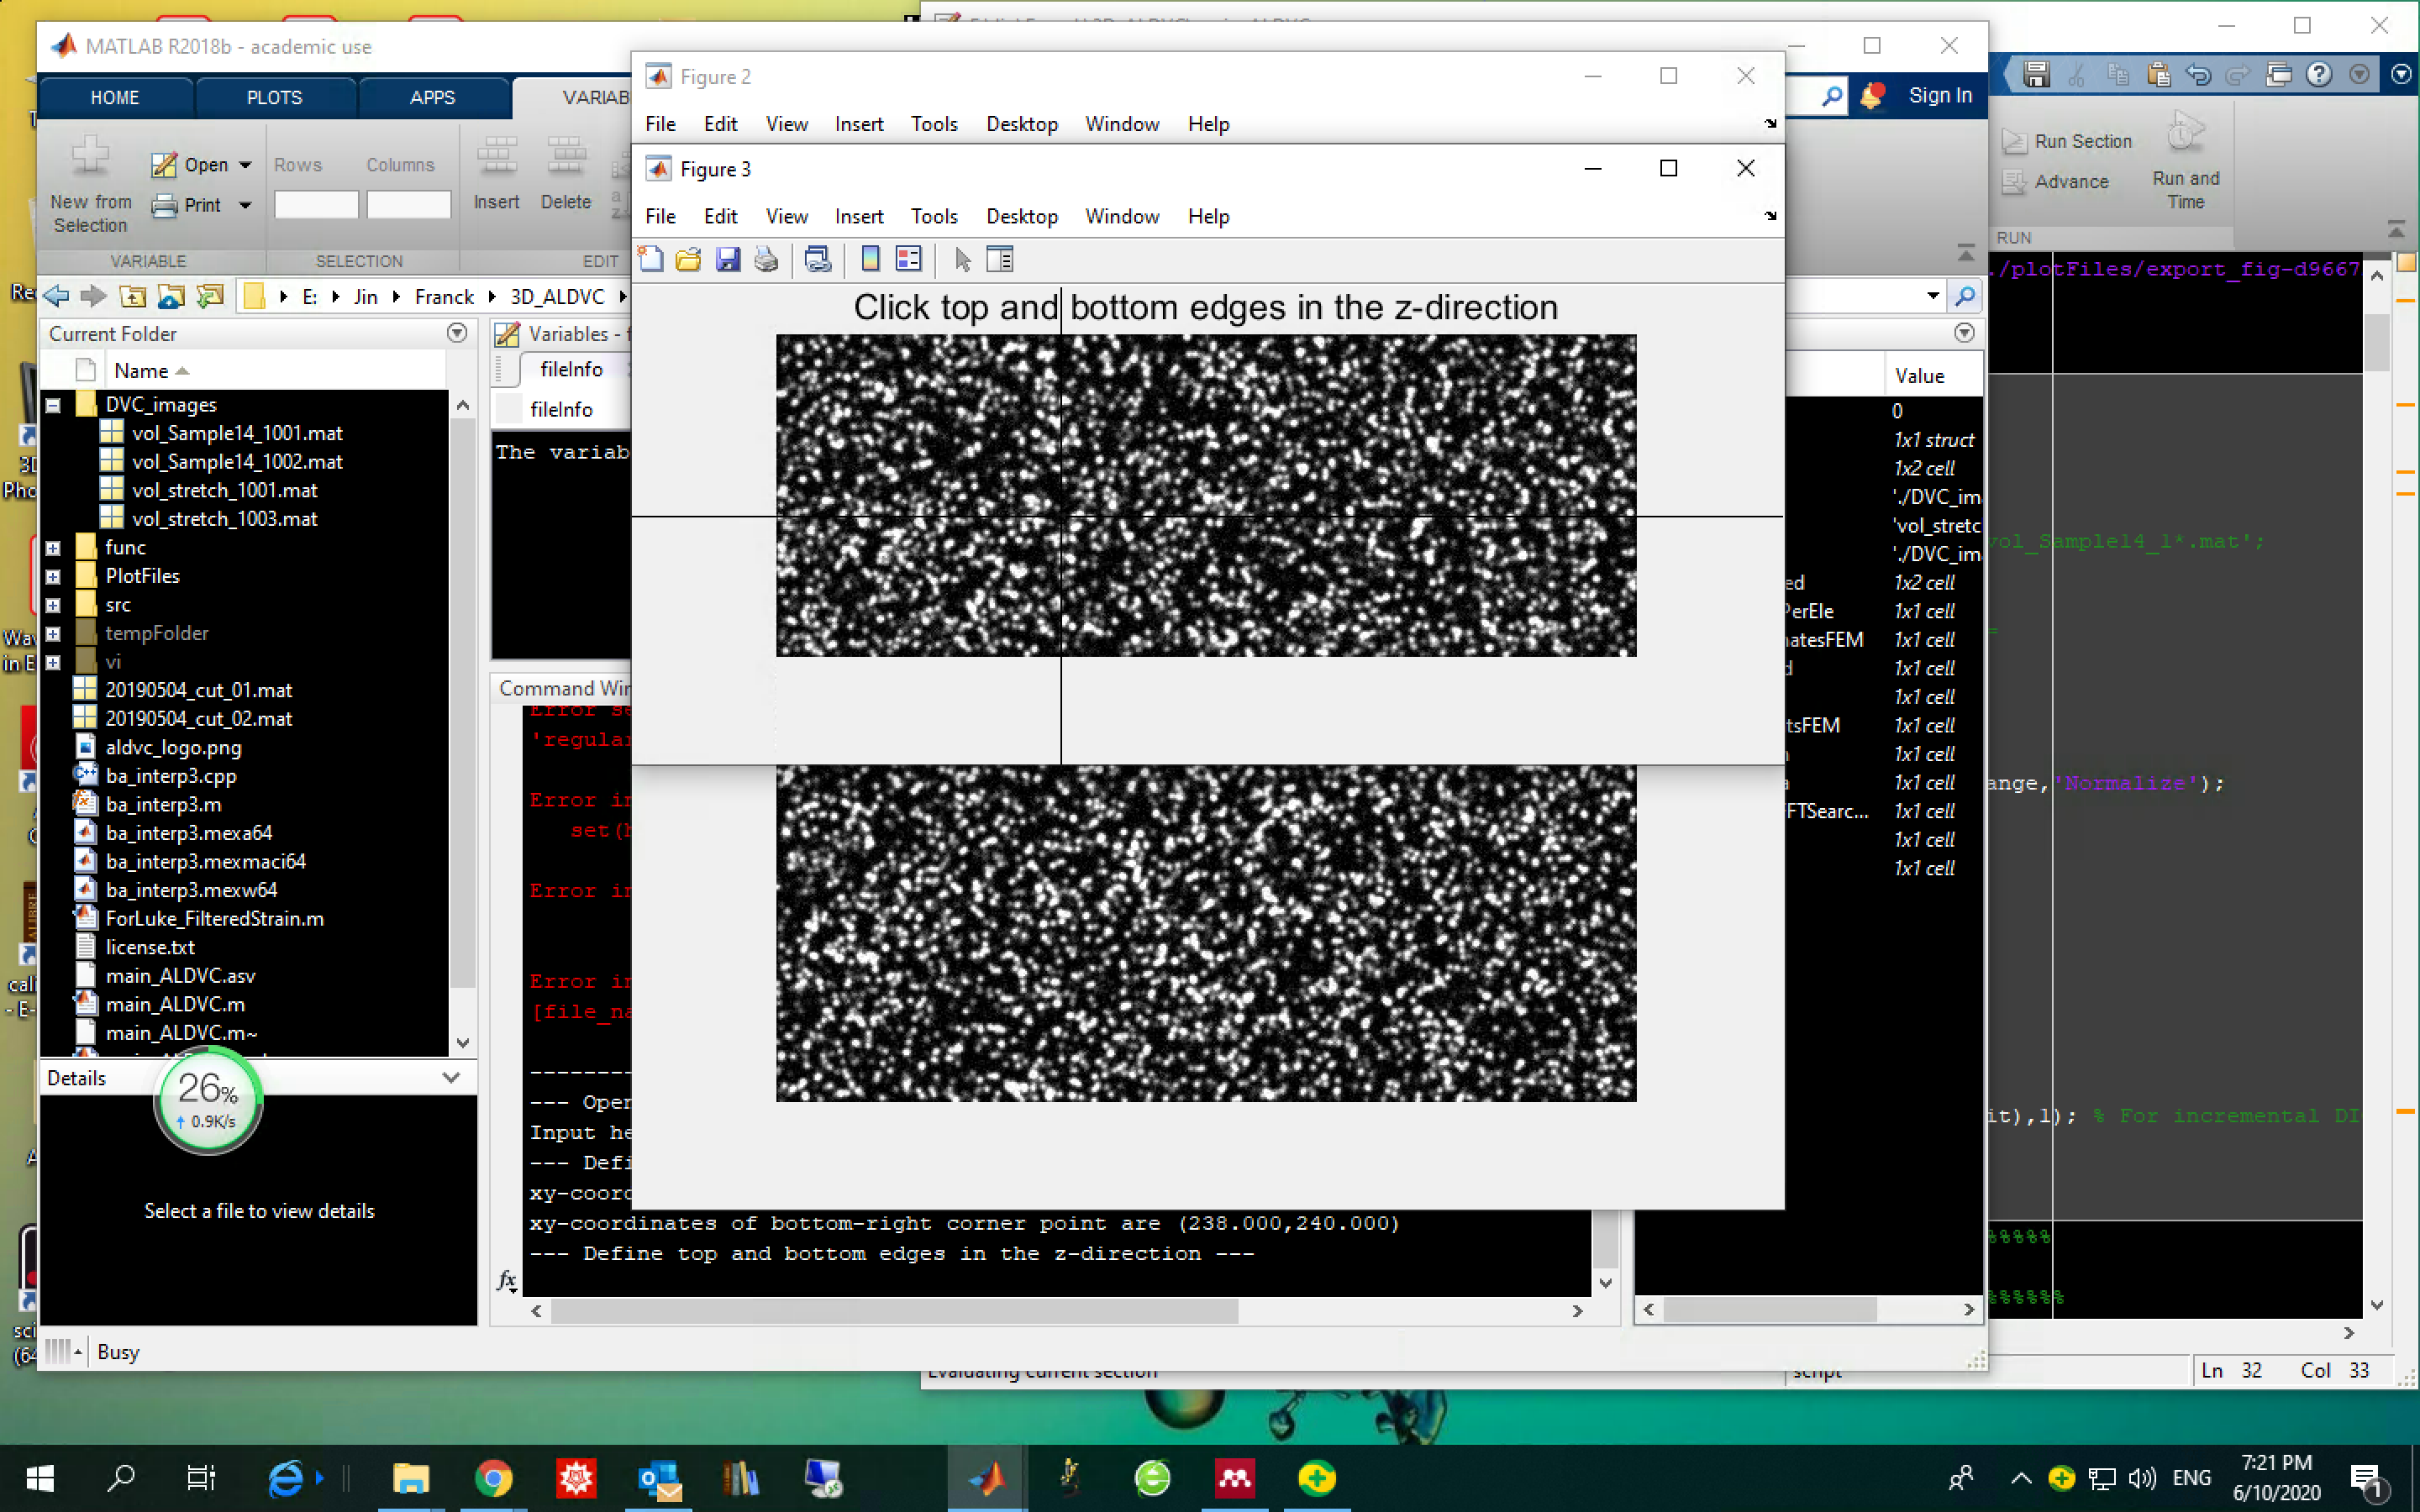 MATLAB R2018b - academic use
HOME
PLOTS
APPS
VARIAB
Sign In
New from
Selection
Open
Print
Rows
Columns
Insert
Delete
VARIABLE
SELECTION
EDIT
E:
Jin
Franck
3D_ALDVC
Current Folder
Name
DVC_images
vol_Sample14_1001.mat
vol_Sample14_1002.mat
vol_stretch_1001.mat
vol_stretch_1003.mat
func
PlotFiles
src
tempFolder
vi
20190504_cut_01.mat
20190504_cut_02.mat
aldvc_logo.png
ba_interp3.cpp
ba_interp3.m
ba_interp3.mexa64
ba_interp3.mexmaci64
ba_interp3.mexw64
ForLuke_FilteredStrain.m
license.txt
main_ALDVC.asv
main_ALDVC.m
main_ALDVC.m~
Details
26%
0.9K/s
Select a file to view details
Busy
Variables - f
fileInfo
fileInfo
The variab
Figure 2
File Edit View Insert Tools Desktop Window Help
Figure 3
File Edit View Insert Tools Desktop Window Help
Click top and bottom edges in the z-direction
Command Wir
Error se
'regular
Error in
set(h
Error in
Error in
[file_na
--------
--- Oper
Input he
--- Defi
xy-coord
xy-coordinates of bottom-right corner point are (238.000,240.000)
--- Define top and bottom edges in the z-direction ---
fx
Value
0
1x1 struct
1x2 cell
'./DVC_im
'vol_stretc
'./DVC_im
ed 1x2 cell
PerEle 1x1 cell
natesFEM 1x1 cell
d 1x1 cell
1x1 cell
tsFEM 1x1 cell
1x1 cell
a 1x1 cell
FTSearc... 1x1 cell
1x1 cell
1x1 cell
Run Section
Advance
Run and
Time
RUN
./plotFiles/export_fig-d9667
vol_Sample14_1*.mat';
=
ange,'Normalize');
it),1); % For incremental DI
%%%%%
%%%%%%
Evaluating current section
script
Ln 32 Col 33
ENG
7:21 PM
6/10/2020
1